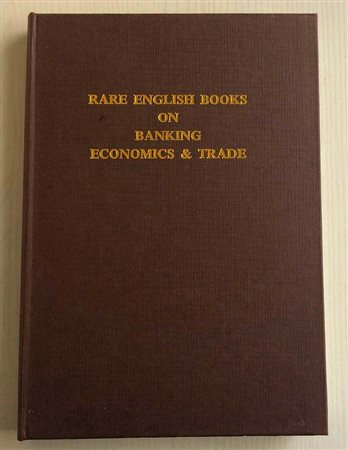 RARE ENGLISH BOOKS
ON
BANKING
ECONOMICS & TRADE